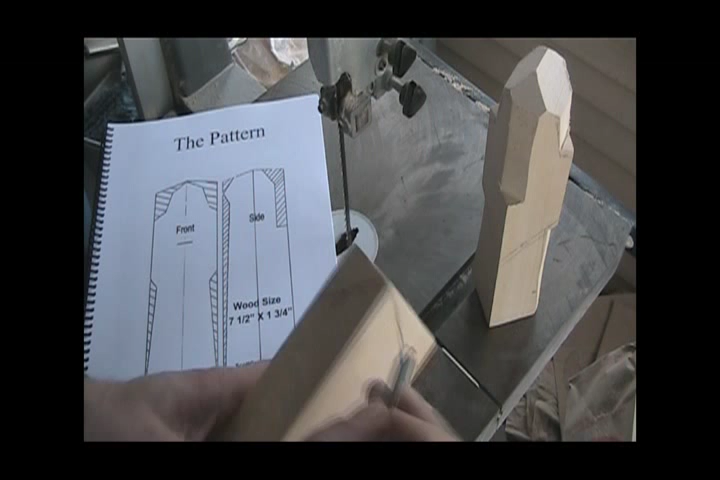 The Pattern
Front
Side
Wood Size
7 1/2" X 1 3/4"